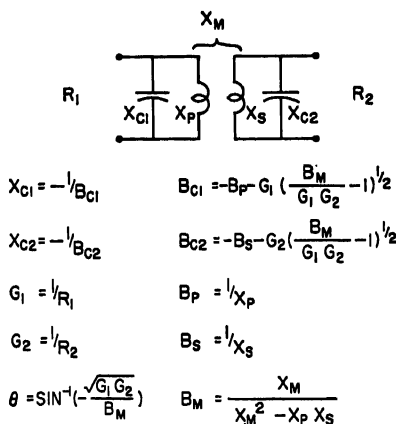 X_M
R_1 X_C1 X_P X_S X_C2 R_2
X_C1 = -1/B_C1 B_C1 = -B_P - G_1 (B_M / G_1 G_2 - 1)^1/2
X_C2 = -1/B_C2 B_C2 = -B_S - G_2 (B_M / G_1 G_2 - 1)^1/2
G_1 = 1/R_1 B_P = 1/X_P
G_2 = 1/R_2 B_S = 1/X_S
θ = SIN^-1 (-√G_1 G_2 / B_M) B_M = X_M / X_M^2 - X_P X_S